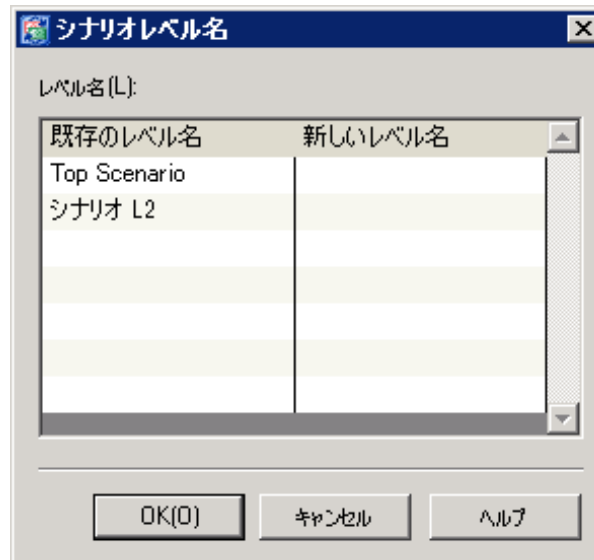 シナリオレベル名
レベル名(L):
既存のレベル名 新しいレベル名
Top Scenario
シナリオ L2
OK(O) キャンセル ヘルプ